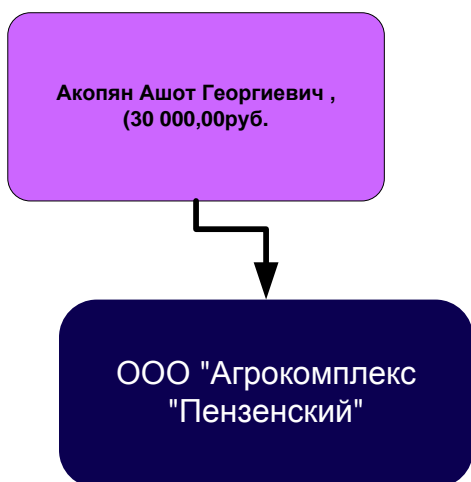 Акопян Ашот Георгиевич ,
(30 000,00руб.
ООО "Агрокомплекс
"Пензенский"